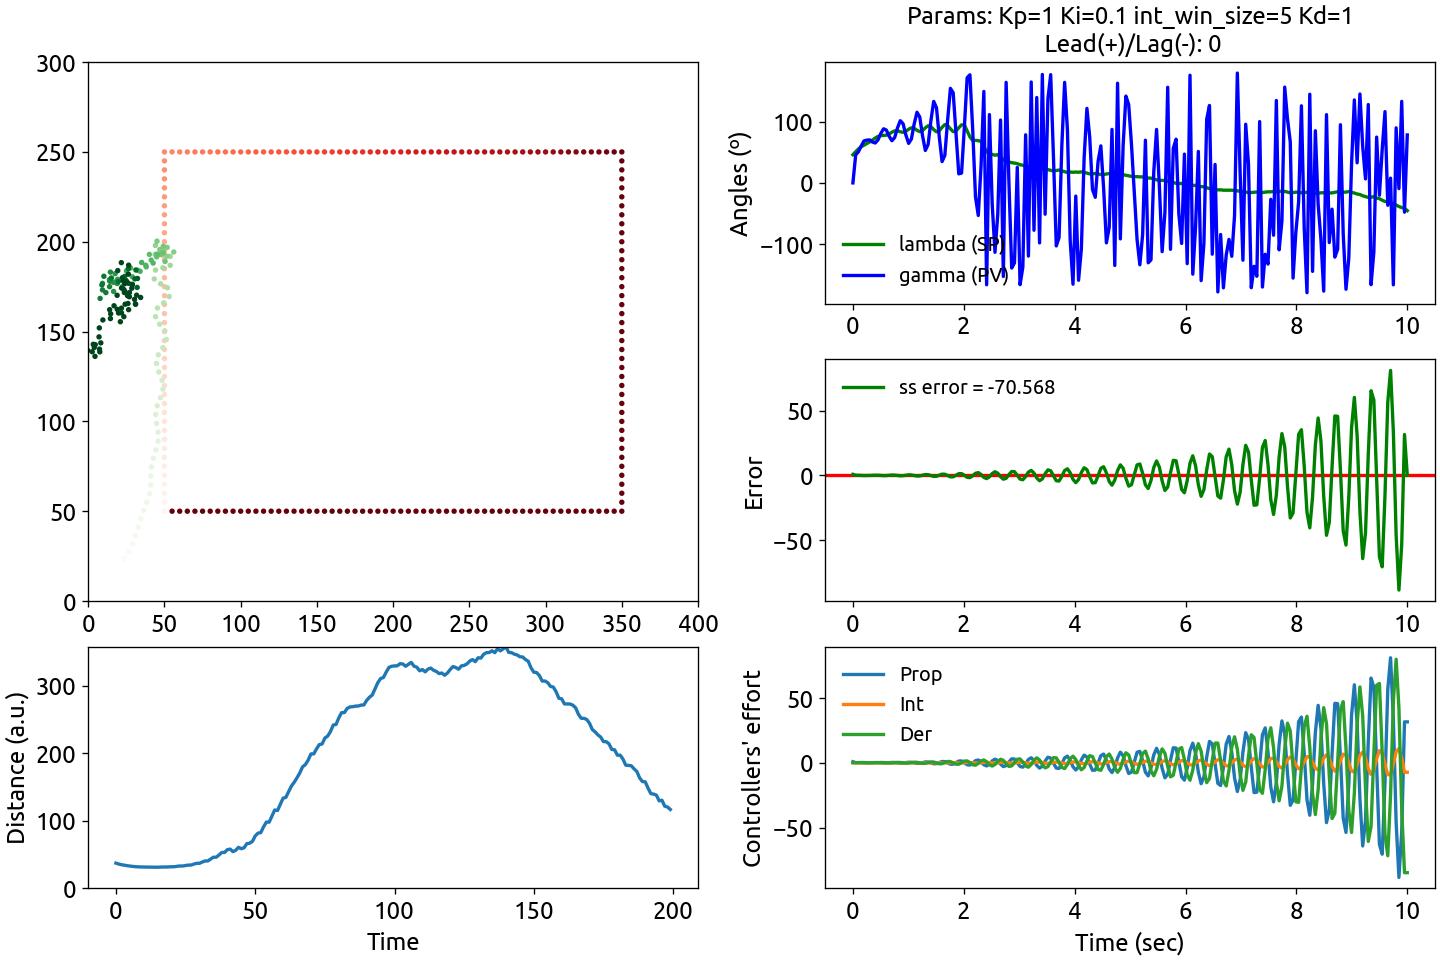 Params: Kp=1 Ki=0.1 int_win_size=5 Kd=1
Lead(+)/Lag(-): 0
300
250
200
150
100
50
0
0 50 100 150 200 250 300 350 400
Angles (º)
100
0
−100
lambda (SP)
gamma (PV)
0 2 4 6 8 10
Error
50
0
−50
ss error = -70.568
0 2 4 6 8 10
Distance (a.u.)
300
200
100
0
0 50 100 150 200
Time
Controllers' effort
50
0
−50
Prop
Int
Der
0 2 4 6 8 10
Time (sec)